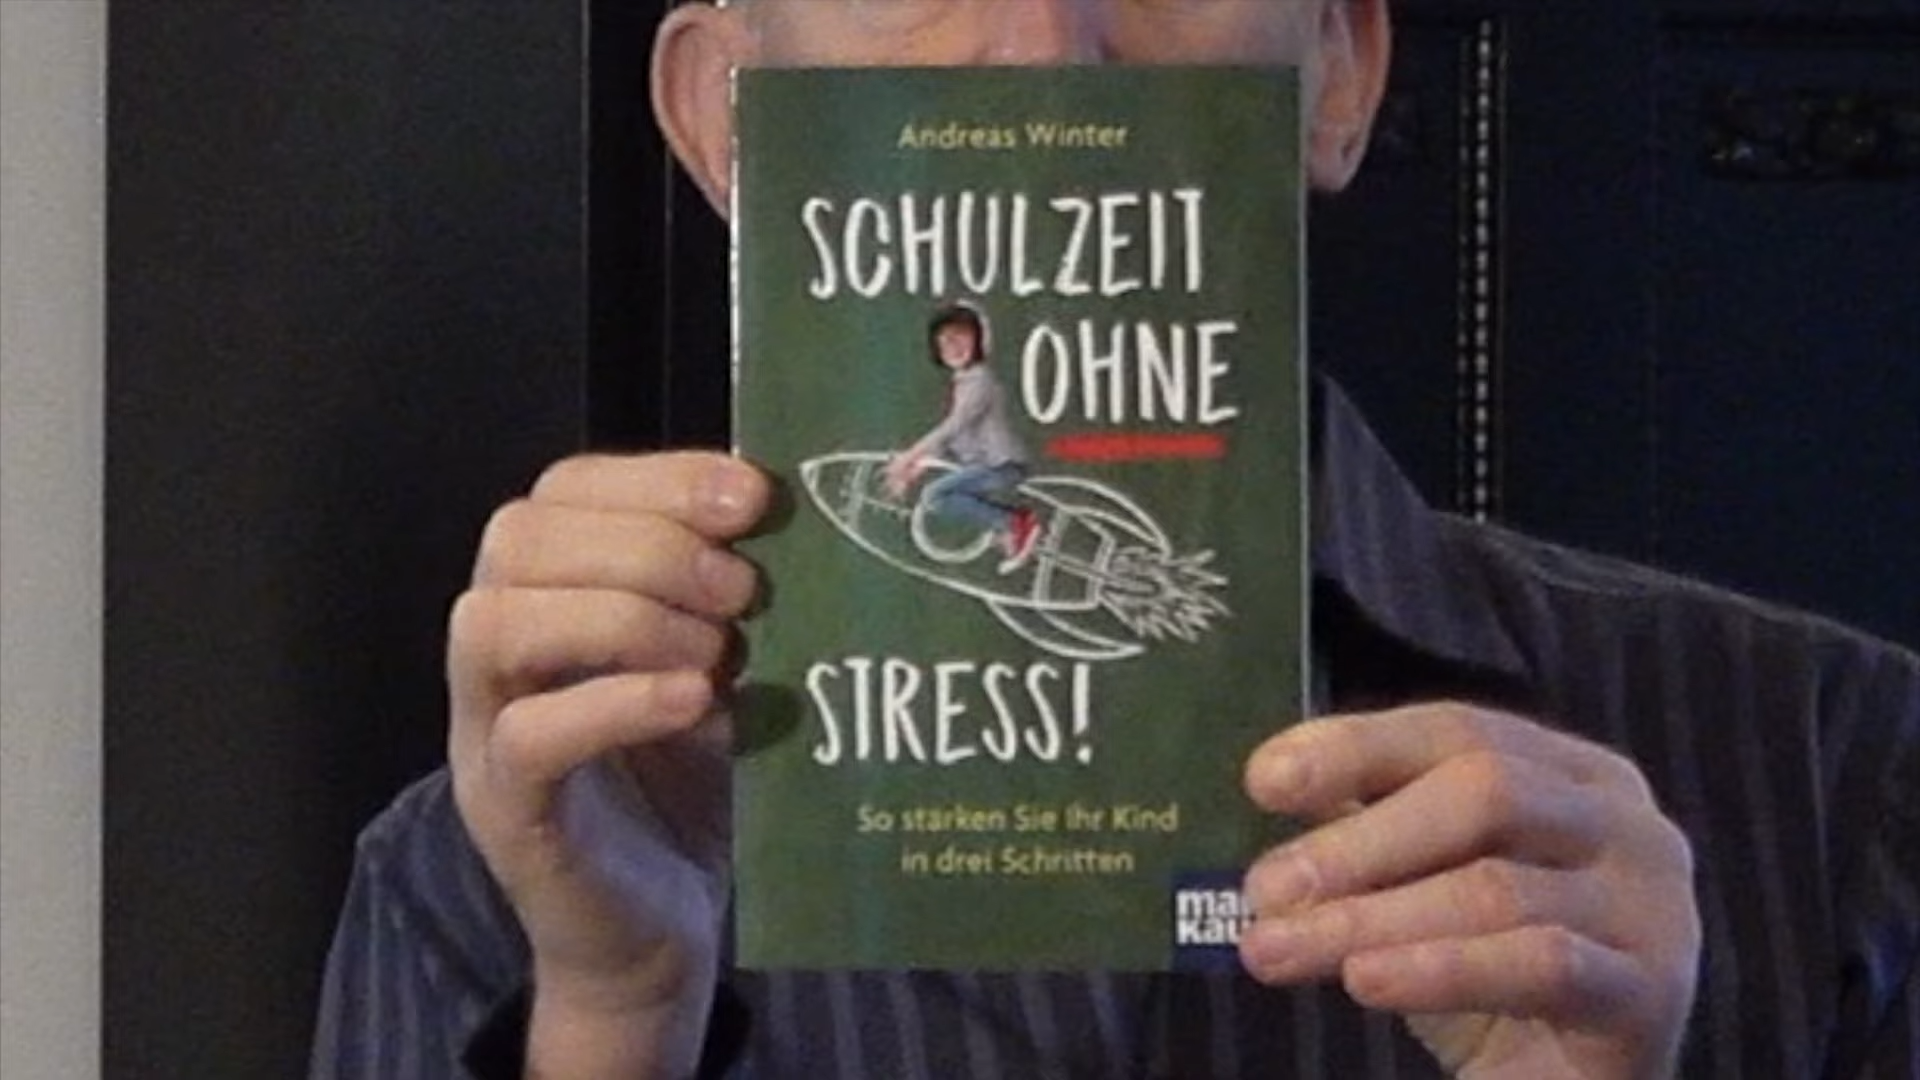 Andreas Winter
SCHULZEIT
OHNE
STRESS!
So stärken Sie Ihr Kind
in drei Schritten